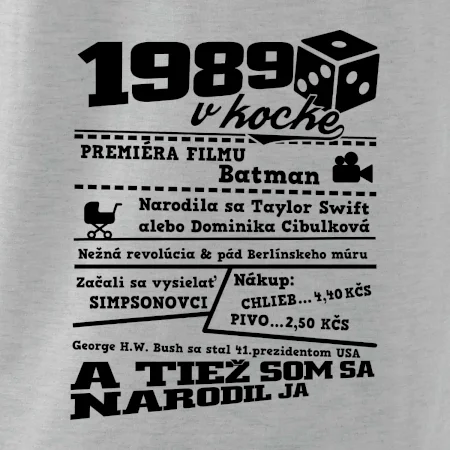 1989
v kocke
PREMIÉRA FILMU
Batman
Narodila sa Taylor Swift
alebo Dominika Cibulková
Nežná revolúcia & pád Berlínskeho múru
Začali sa vysielať
SIMPSONOVCI
Nákup:
CHLIEB...4,40 KČS
PIVO...2,50 KČS
George H.W. Bush sa stal 41.prezidentom USA
A TIEŽ SOM SA
NARODIL JA